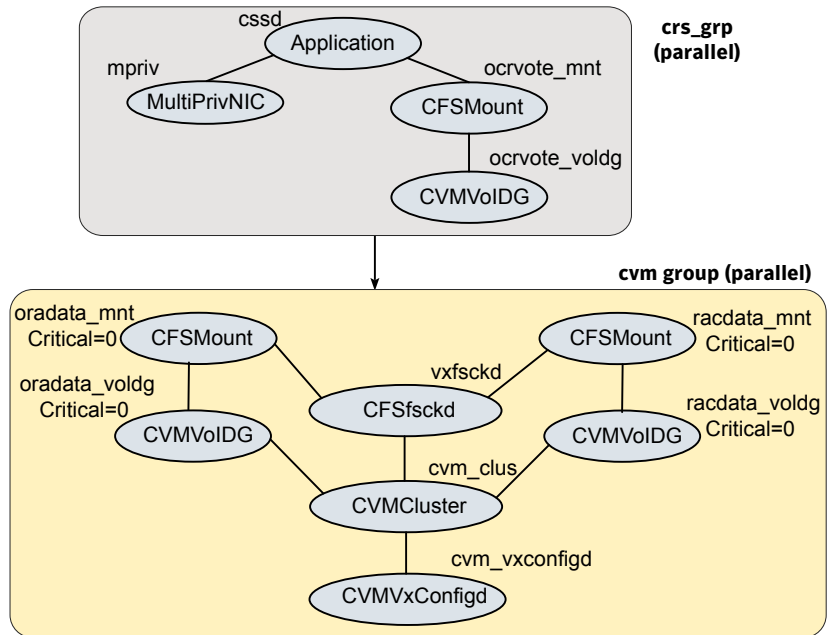 cssd
Application
crs_grp
(parallel)
mpriv
MultiPrivNIC
ocrvote_mnt
CFSMount
ocrvote_voldg
CVMVolDG
cvm group (parallel)
oradata_mnt
Critical=0
CFSMount
racdata_mnt
Critical=0
CFSMount
oradata_voldg
Critical=0
CVMVolDG
vxfsckd
CFSfsckd
racdata_voldg
Critical=0
CVMVolDG
cvm_clus
CVMCluster
cvm_vxconfigd
CVMVxConfigd